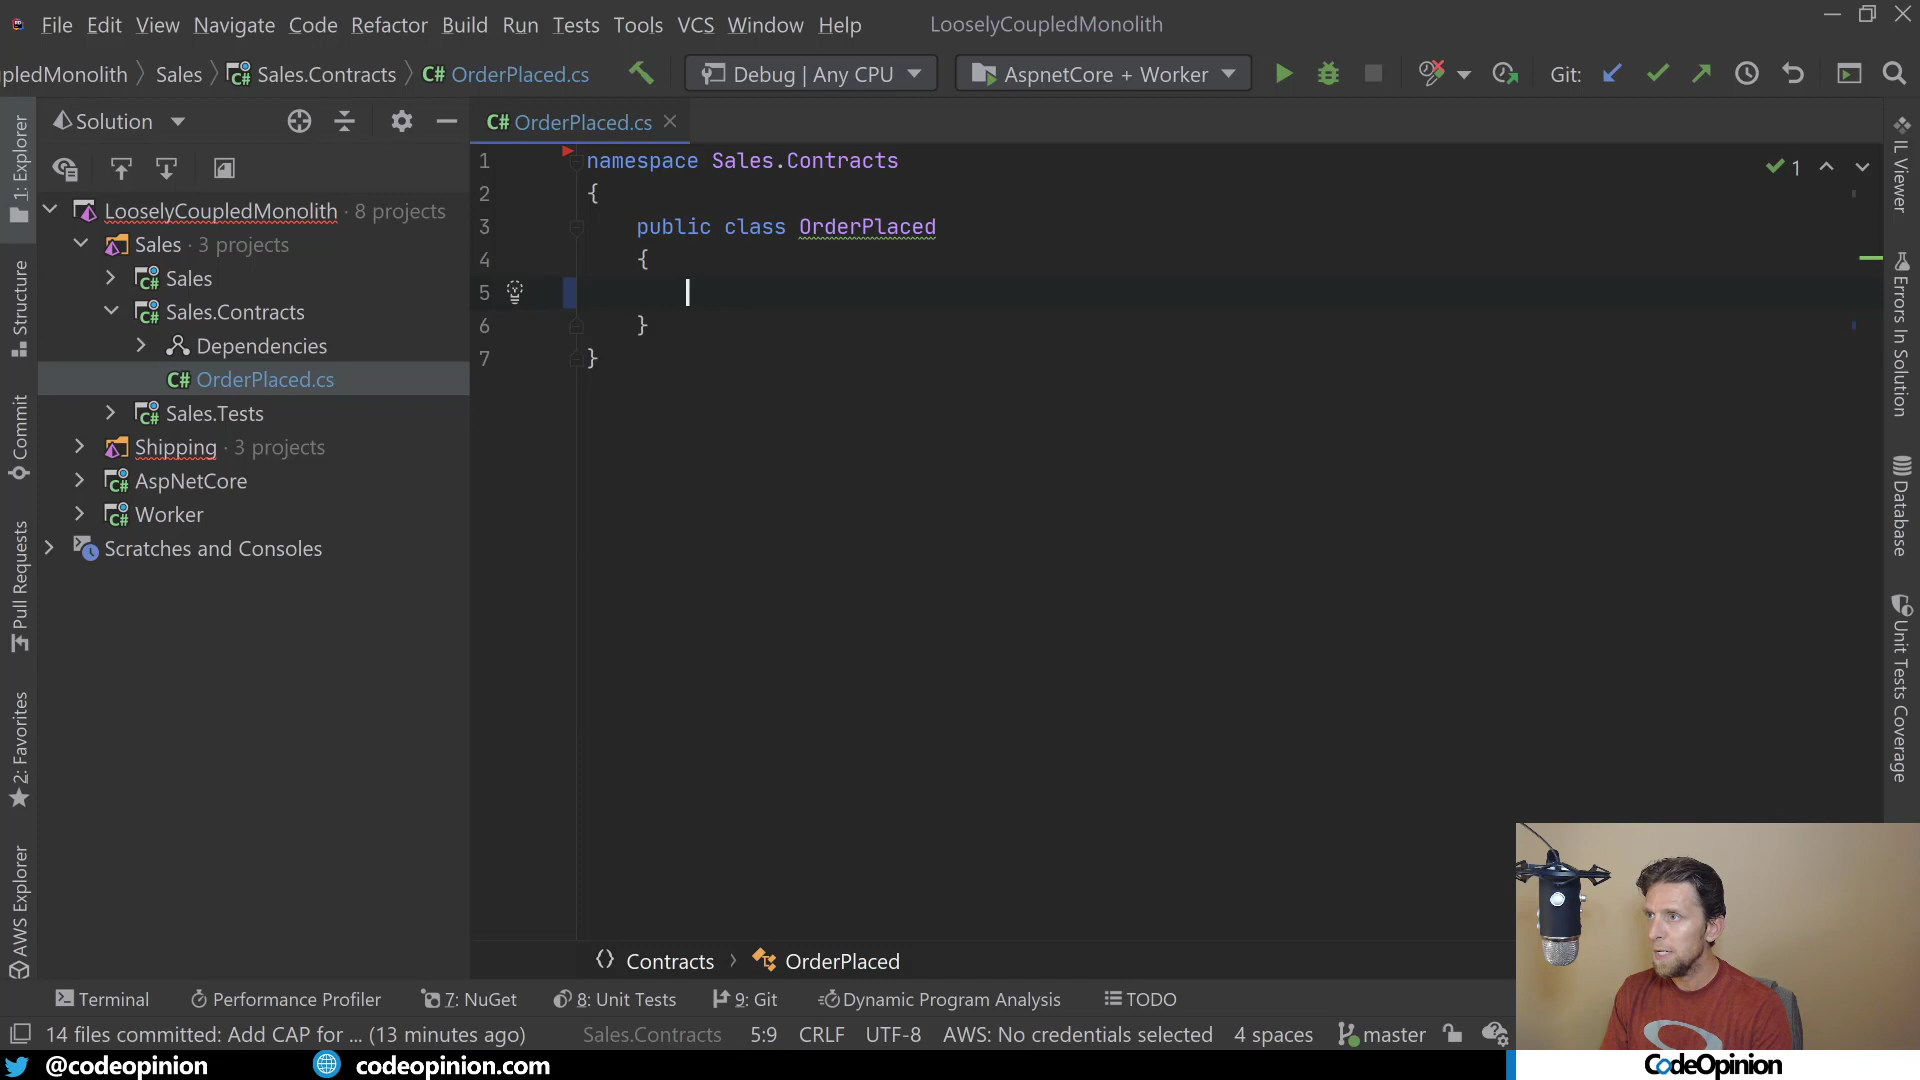 File Edit View Navigate Code Refactor Build Run Tests Tools VCS Window Help LooselyCoupledMonolith
pledMonolith Sales Sales.Contracts C# OrderPlaced.cs Debug | Any CPU AspnetCore + Worker Git:
Solution
C# OrderPlaced.cs
LooselyCoupledMonolith · 8 projects
Sales · 3 projects
C# Sales
C# Sales.Contracts
Dependencies
C# OrderPlaced.cs
C# Sales.Tests
Shipping · 3 projects
C# AspNetCore
C# Worker
Scratches and Consoles
1 namespace Sales.Contracts
2 {
3 public class OrderPlaced
4 {
5
6 }
7 }
1
1: Explorer
Structure
Commit
Pull Requests
2: Favorites
AWS Explorer
IL Viewer
Errors In Solution
Database
Unit Tests Coverage
Contracts OrderPlaced
Terminal Performance Profiler 7: NuGet 8: Unit Tests 9: Git Dynamic Program Analysis TODO
14 files committed: Add CAP for ... (13 minutes ago) Sales.Contracts 5:9 CRLF UTF-8 AWS: No credentials selected 4 spaces master
@codeopinion codeopinion.com CodeOpinion